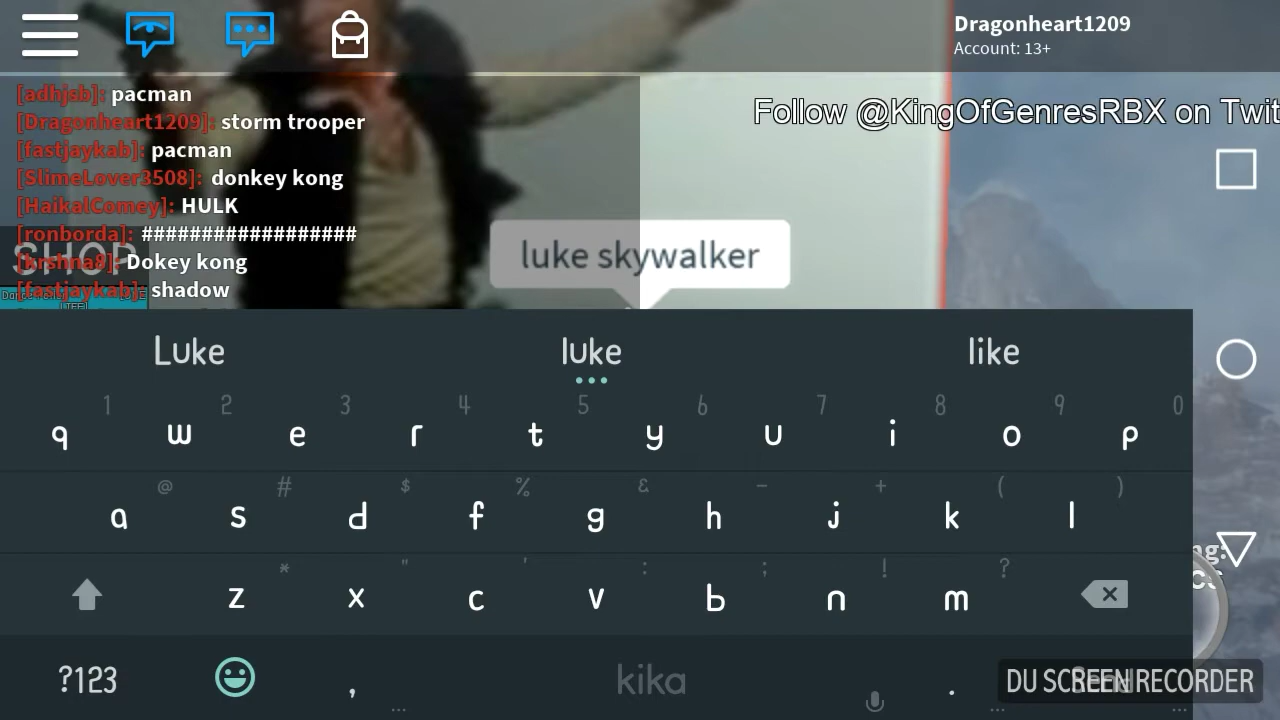 Dragonheart1209
Account: 13+
Follow @KingOfGenresRBX on Twit
[adhjsb]: pacman
[Dragonheart1209]: storm trooper
[fastjaykab]: pacman
[SlimeLover3508]: donkey kong
[HaikalComey]: HULK
[ronborda]: ##################
SHOP
[krshna8]: Dokey kong
[fastjaykab]: shadow
luke skywalker
Luke luke like
1 2 3 4 5 6 7 8 9 0
q w e r t y u i o p
@ # $ % & - + ( )
a s d f g h j k l
* " ' : ; ! ?
z x c v b n m
?123 , kika .
DU SCREEN RECORDER